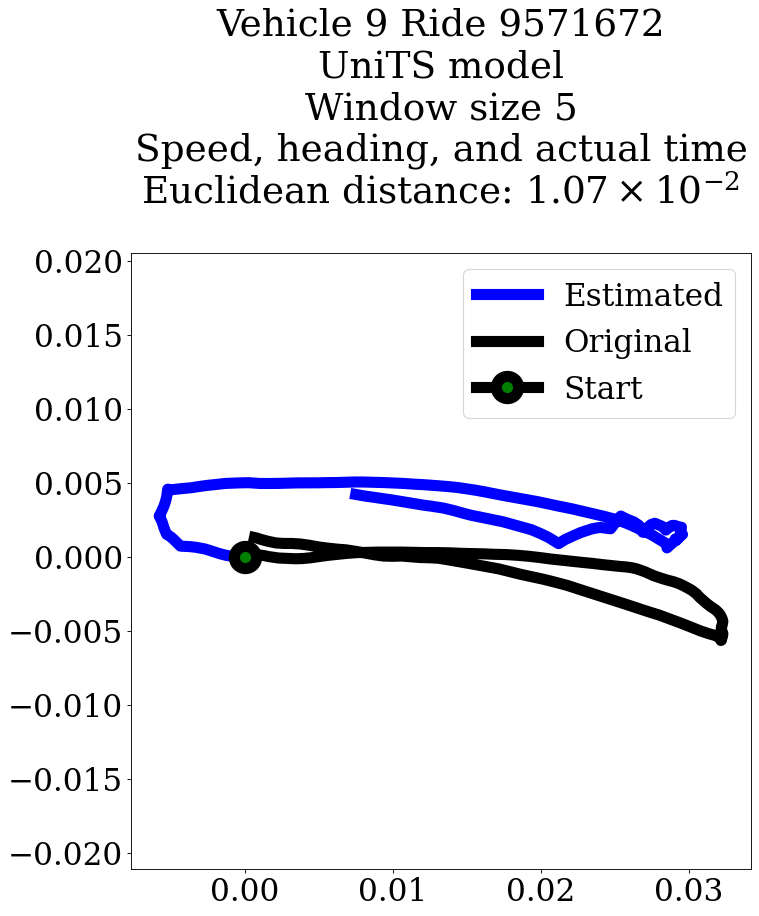 Vehicle 9 Ride 9571672
UniTS model
Window size 5
Speed, heading, and actual time
Euclidean distance: 1.07 × 10⁻²
0.020
0.015
0.010
0.005
0.000
−0.005
−0.010
−0.015
−0.020
Estimated
Original
Start
0.00 0.01 0.02 0.03